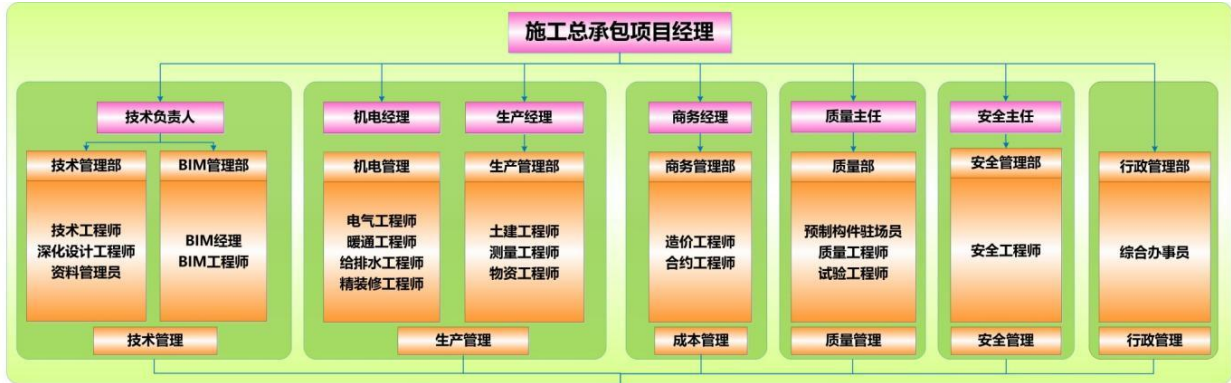 施工总承包项目经理
技术负责人
机电经理
生产经理
商务经理
质量主任
安全主任
技术管理部
BIM管理部
机电管理
生产管理部
商务管理部
质量部
安全管理部
行政管理部
技术工程师
深化设计工程师
资料管理员
BIM经理
BIM工程师
电气工程师
暖通工程师
给排水工程师
精装修工程师
土建工程师
测量工程师
物资工程师
造价工程师
合约工程师
预制构件驻场员
质量工程师
试验工程师
安全工程师
综合办事员
技术管理
生产管理
成本管理
质量管理
安全管理
行政管理